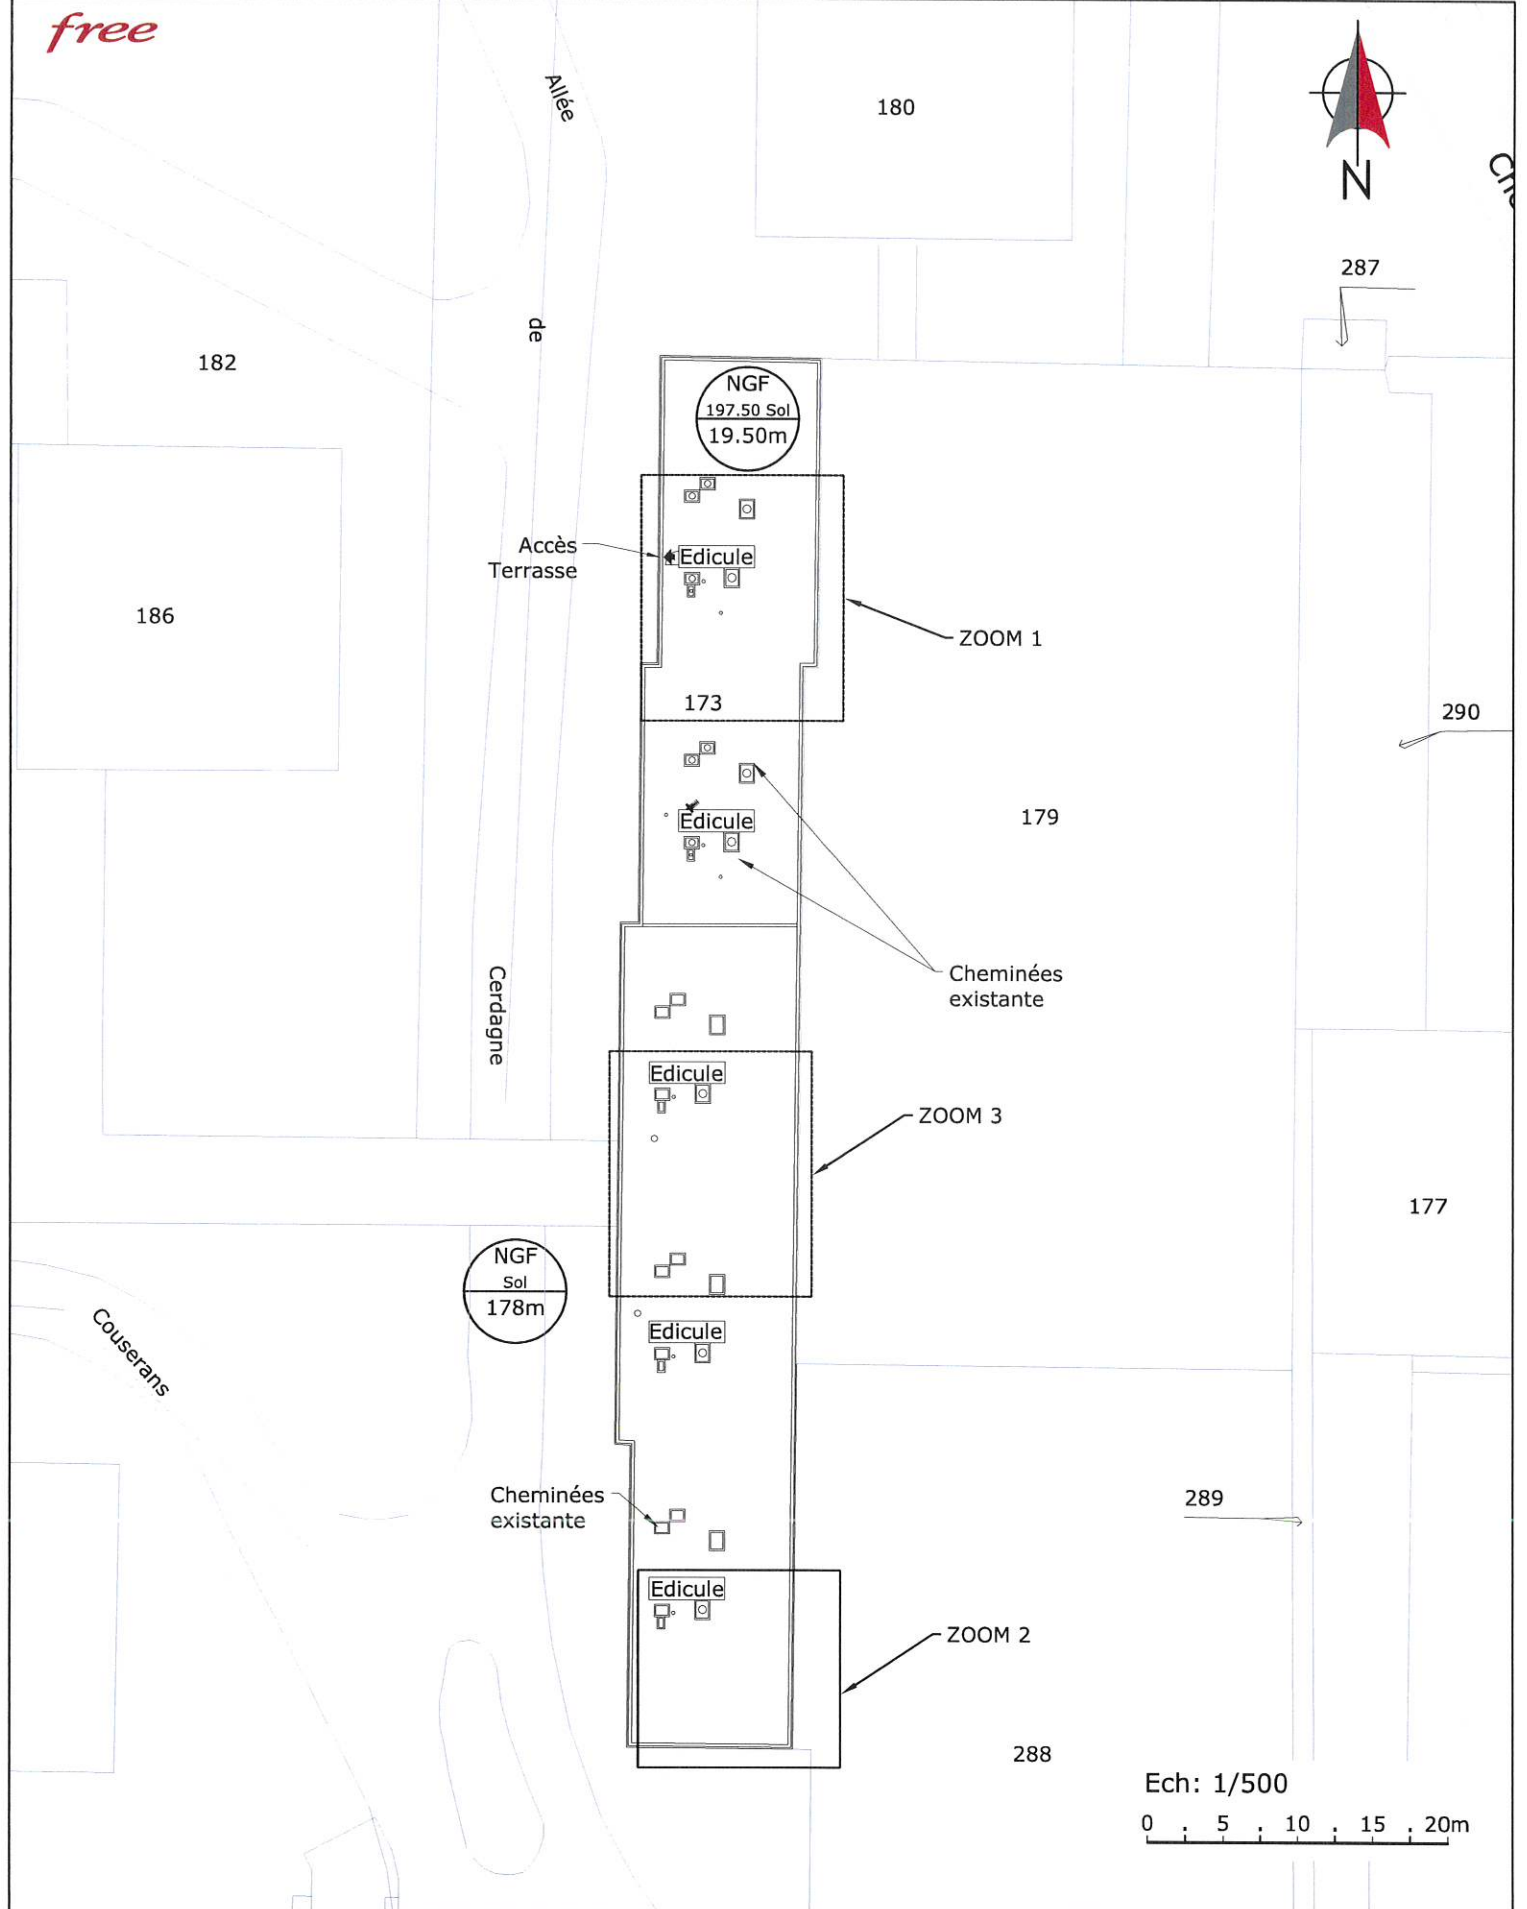 free
Allée
180
N
287
de
182
NGF
197.50 Sol
19.50m
Accès
Terrasse
Edicule
186
ZOOM 1
173
290
Edicule
179
Cheminées
existante
Cerdagne
Edicule
ZOOM 3
177
NGF
Sol
178m
Edicule
Couserans
Cheminées
existante
289
Edicule
ZOOM 2
288
Ech: 1/500
0 5 10 15 20m